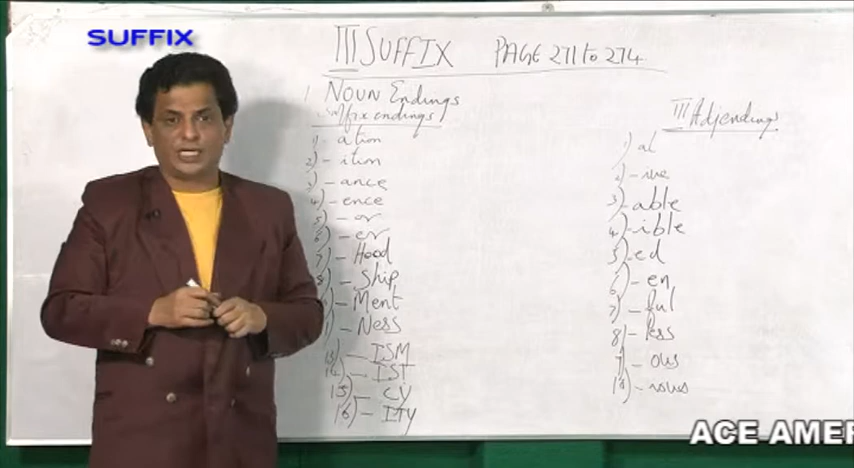 SUFFIX
III SUFFIX PAGE 271 to 274
1 NOUN Endings
Suffix endings
1) - ation
2) - ition
3) - ance
4) - ence
5) - or
6) - er
7) - Hood
8) - Ship
) - Ment
) - Ness
13) - ISM
14) - IST
15) - CY
16) - ITY
III Adj endings
1) al
2) - ive
3) - able
4) - ible
5) - ed
6) - en
7) - ful
8) - less
9) - ous
10) - ious
ACE AMER